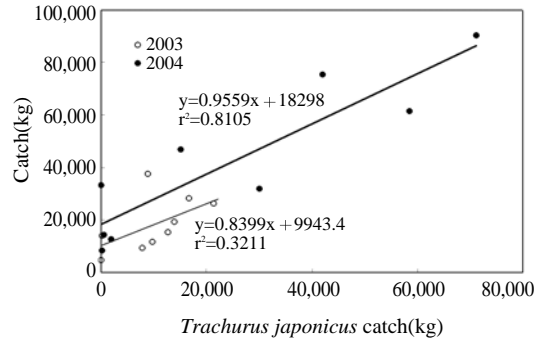 100,000
80,000
60,000
40,000
20,000
0
Catch(kg)
2003
2004
y=0.9559x + 18298
r²=0.8105
y=0.8399x + 9943.4
r²=0.3211
0
20,000
40,000
60,000
80,000
Trachurus japonicus catch(kg)